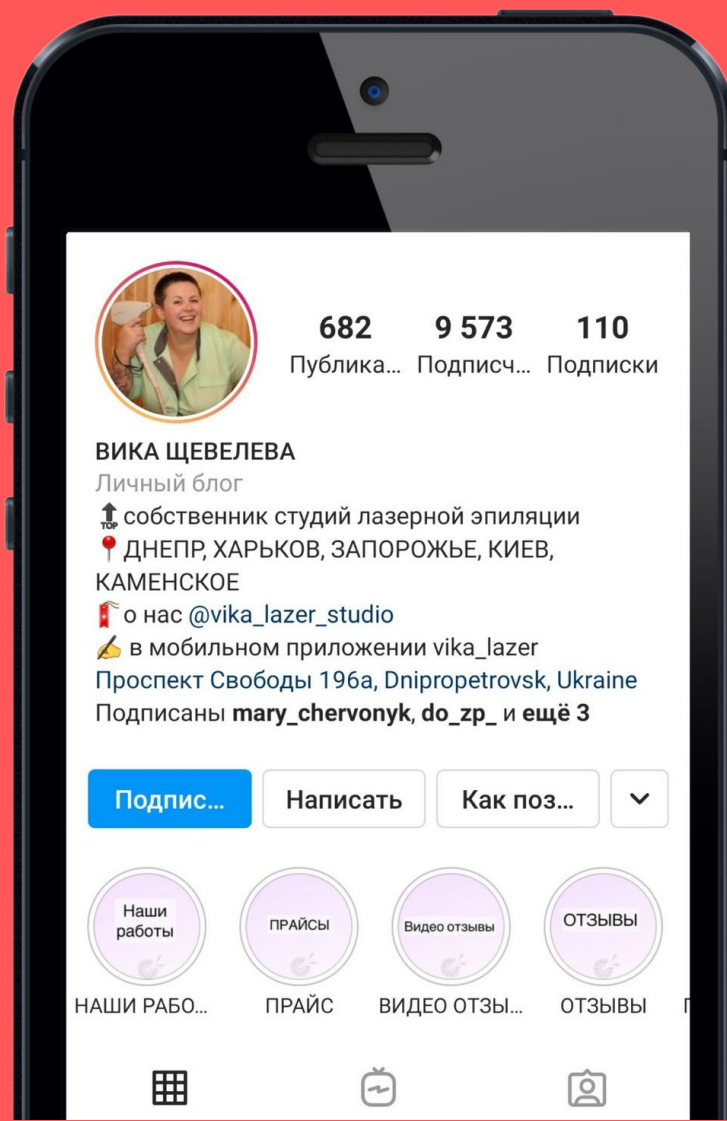 682 9 573 110
Публика... Подписч... Подписки
ВИКА ЩЕВЕЛЕВА
Личный блог
TOP собственник студий лазерной эпиляции
ДНЕПР, ХАРЬКОВ, ЗАПОРОЖЬЕ, КИЕВ,
КАМЕНСКОЕ
о нас @vika_lazer_studio
в мобильном приложении vika_lazer
Проспект Свободы 196а, Dnipropetrovsk, Ukraine
Подписаны mary_chervonyk, do_zp_ и ещё 3
Подпис... Написать Как поз...
Наши
работы
ПРАЙСЫ
Видео отзывы
ОТЗЫВЫ
НАШИ РАБО... ПРАЙС ВИДЕО ОТЗЫ... ОТЗЫВЫ